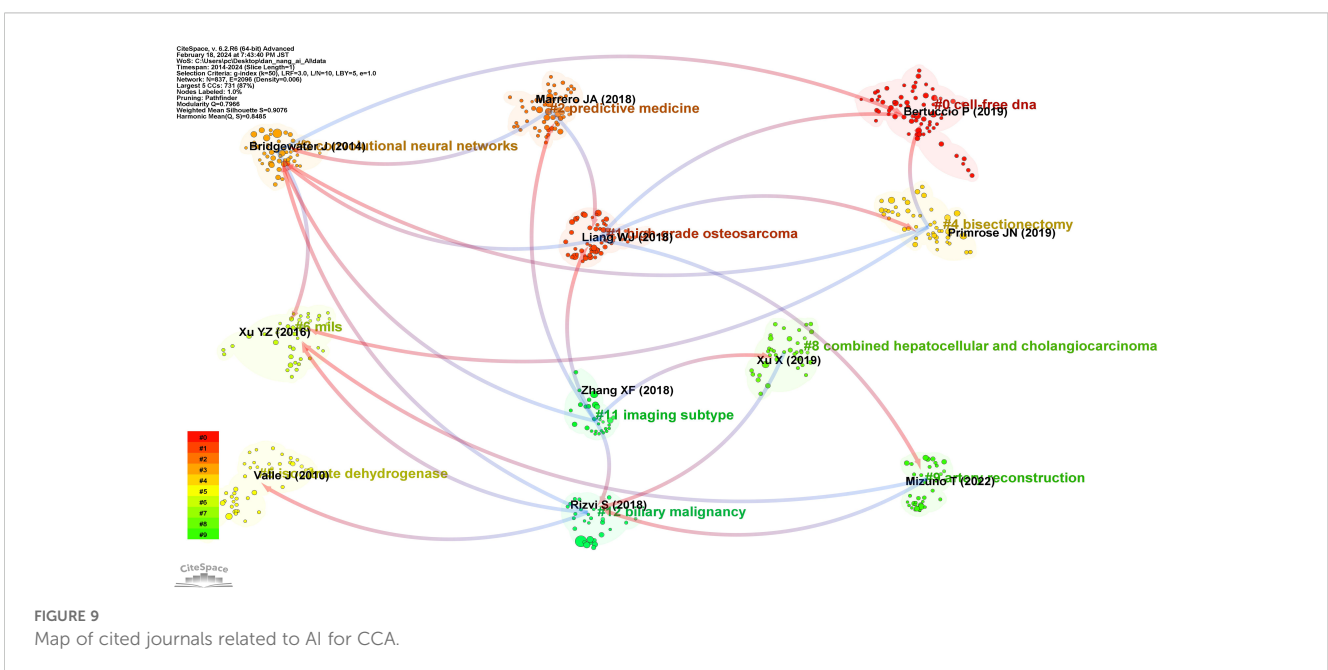 CiteSpace, v. 6.2.R6 (64-bit) Advanced
February 18, 2024 at 7:43:40 PM JST
WoS: C:\Users\pc\Desktop\dan_nang_ai_AI\data
Timespan: 2014-2024 (Slice Length=1)
Selection Criteria: g-index (k=50), LRF=3.0, L/N=10, LBY=5, e=1.0
Network: N=837, E=2096 (Density=0.006)
Largest 5 CCs: 731 (87%)
Nodes Labeled: 1.0%
Pruning: Pathfinder
Modularity Q=0.7966
Weighted Mean Silhouette S=0.9076
Harmonic Mean(Q, S)=0.8485
Marrero JA (2018)
#2 predictive medicine
#0 cell-free dna
Bertuccio P (2019)
Bridgewater J (2014)
neural networks
#4 bisectionectomy
Primrose JN (2019)
Liang WJ (2018)
osteosarcoma
Xu YZ (2016)
mils
#8 combined hepatocellular and cholangiocarcinoma
Xu X (2019)
Zhang XF (2018)
#11 imaging subtype
Valle J (2010)
dehydrogenase
Mizuno T (2022)
reconstruction
Rizvi S (2018)
#12 biliary malignancy
#0
#1
#2
#3
#4
#5
#6
#7
#8
#9
CiteSpace
FIGURE 9
Map of cited journals related to AI for CCA.